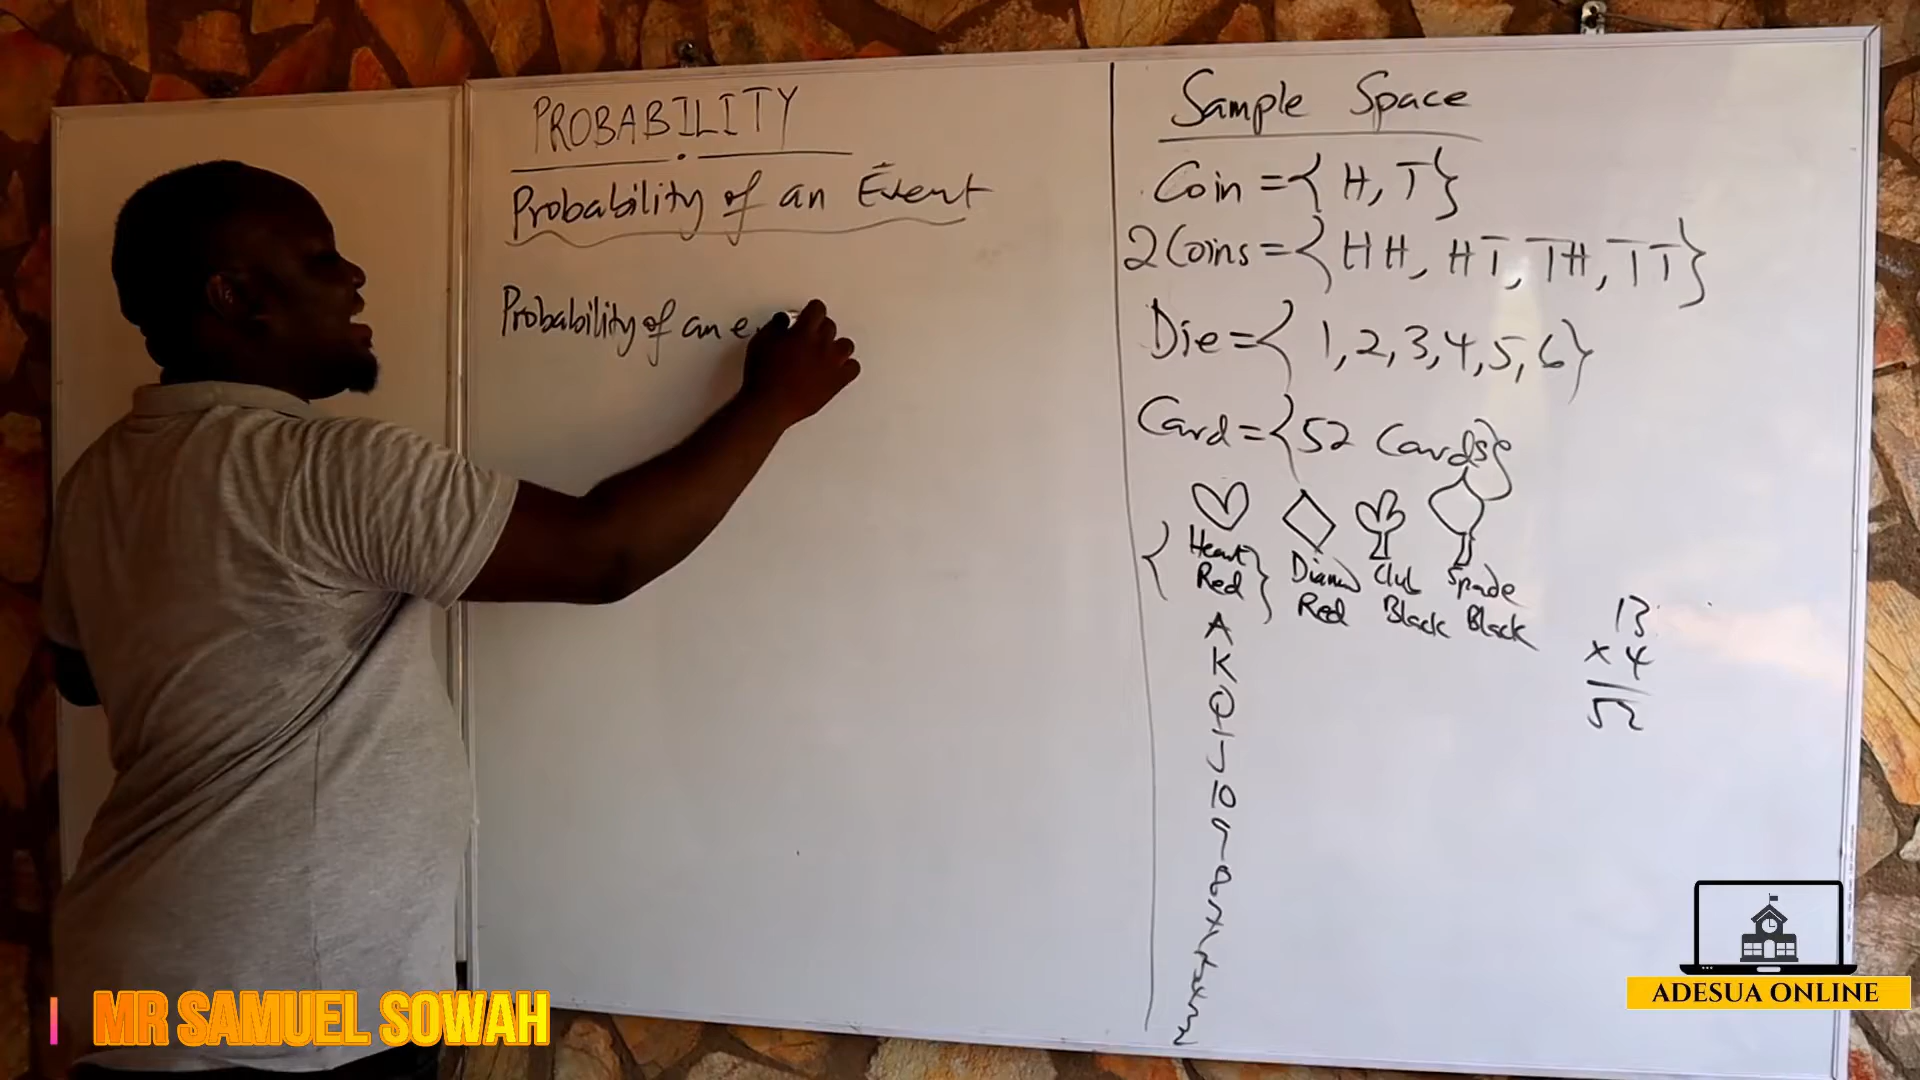 PROBABILITY
Probability of an Event
Probability of an e
Sample Space
Coin = { H, T }
2 Coins = { HH, HT, TH, TT }
Die = { 1, 2, 3, 4, 5, 6 }
Card = { 52 Cards }
Heart Diamd Club Spade
{ Red } Red Black Black
A
K
Q
J
10
9
8
13
× 4
52
MR SAMUEL SOWAH
ADESUA ONLINE